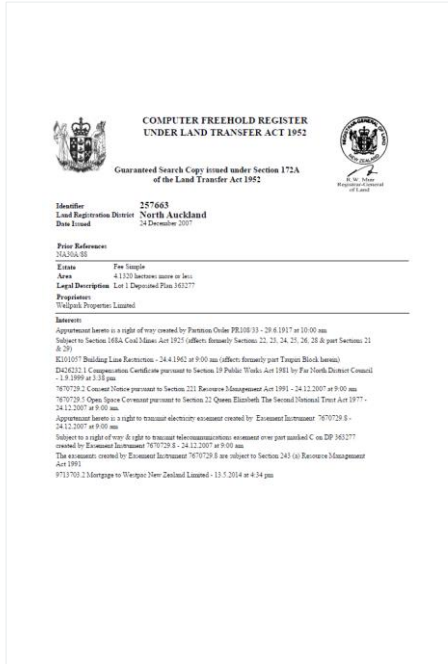 COMPUTER FREEHOLD REGISTER
UNDER LAND TRANSFER ACT 1952
Guaranteed Search Copy issued under Section 172A
of the Land Transfer Act 1952
REGISTRAR-GENERAL OF LAND
NEW ZEALAND
R.W. Muir
Registrar-General
of Land
Identifier 257663
Land Registration District North Auckland
Date Issued 24 December 2007
Prior References
NA30A/88
Estate Fee Simple
Area 4.1320 hectares more or less
Legal Description Lot 1 Deposited Plan 363277
Proprietors
Wellpark Properties Limited
Interests
Appurtenant hereto is a right of way created by Partition Order PR108/33 - 29.6.1917 at 10:00 am
Subject to Section 168A Coal Mines Act 1925 (affects formerly Sections 22, 23, 24, 25, 26, 28 & part Sections 21
& 29)
K101057 Building Line Restriction - 24.4.1962 at 9:00 am (affects formerly part Block herein)
D426232.1 Compensation Certificate pursuant to Section 19 Public Works Act 1981 by Far North District Council
- 1.9.1999 at 3:38 pm
7670729.2 Consent Notice pursuant to Section 221 Resource Management Act 1991 - 24.12.2007 at 9:00 am
7670729.5 Open Space Covenant pursuant to Section 22 Queen Elizabeth The Second National Trust Act 1977 -
24.12.2007 at 9:00 am
Appurtenant hereto is a right to transmit electricity easement created by Easement Instrument 7670729.8 -
24.12.2007 at 9:00 am
Subject to a right of way & right to transmit telecommunications easement over part marked C on DP 363277
created by Easement Instrument 7670729.8 - 24.12.2007 at 9:00 am
The easements created by Easement Instrument 7670729.8 are subject to Section 243 (a) Resource Management
Act 1991
9713703.2 Mortgage to Westpac New Zealand Limited - 13.5.2014 at 4:34 pm